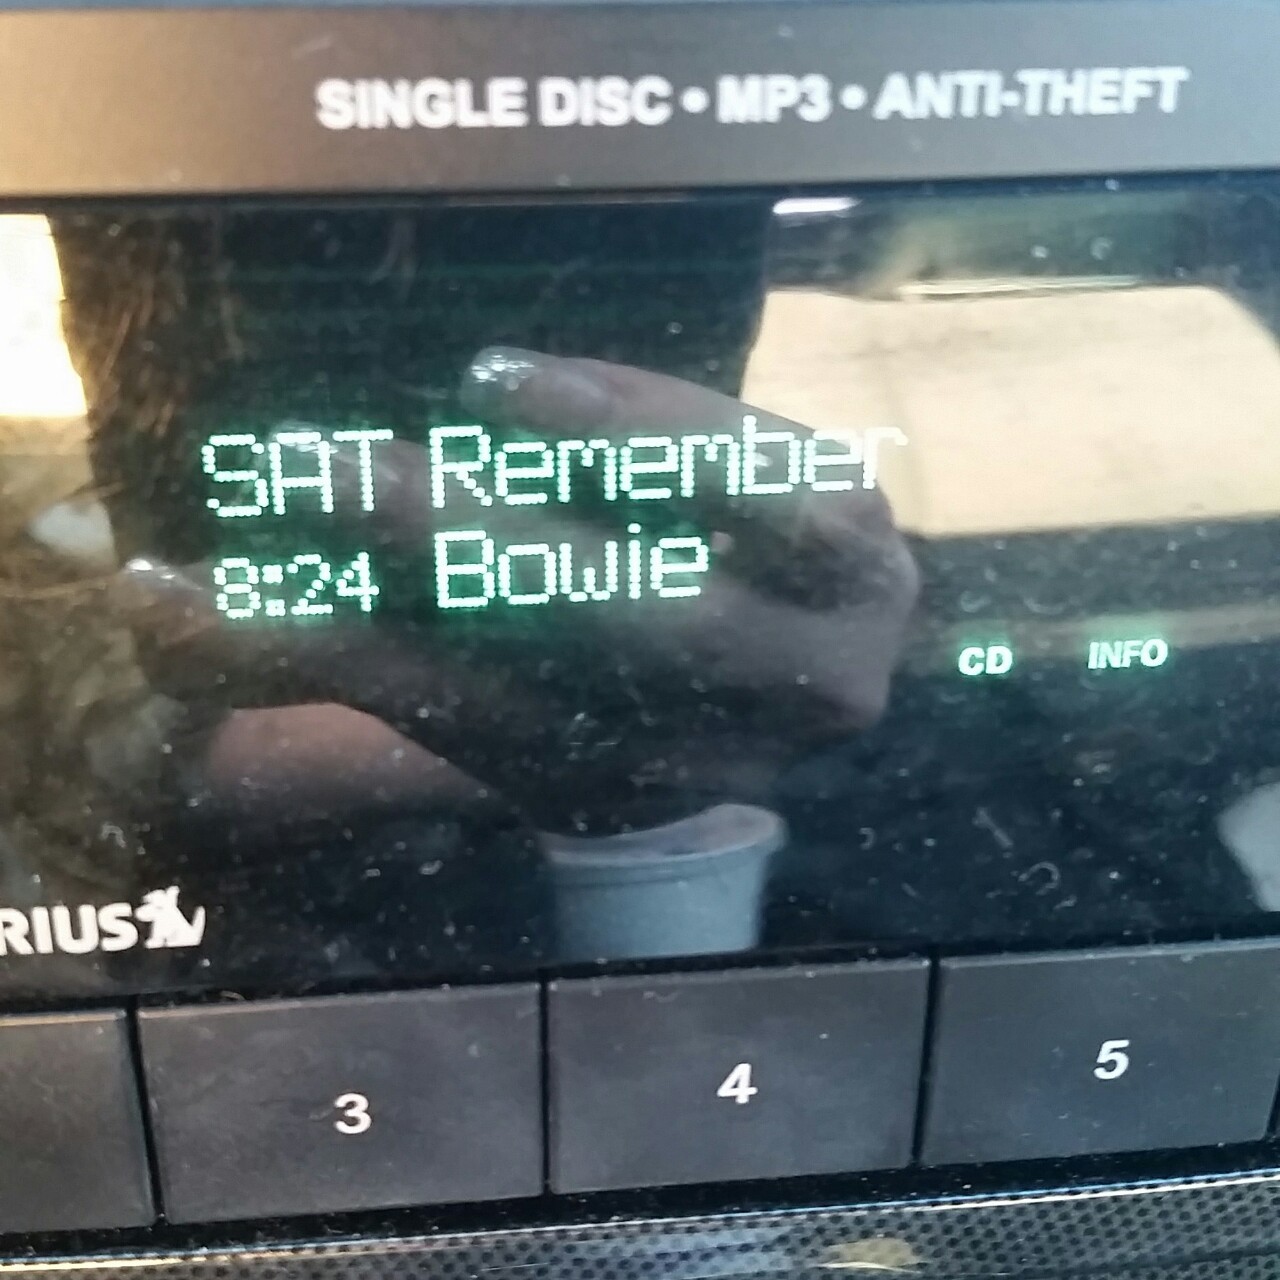 SINGLE DISC • MP3 • ANTI-THEFT
SAT Remember
8:24 Bowie
CD INFO
RIUS
3 4 5